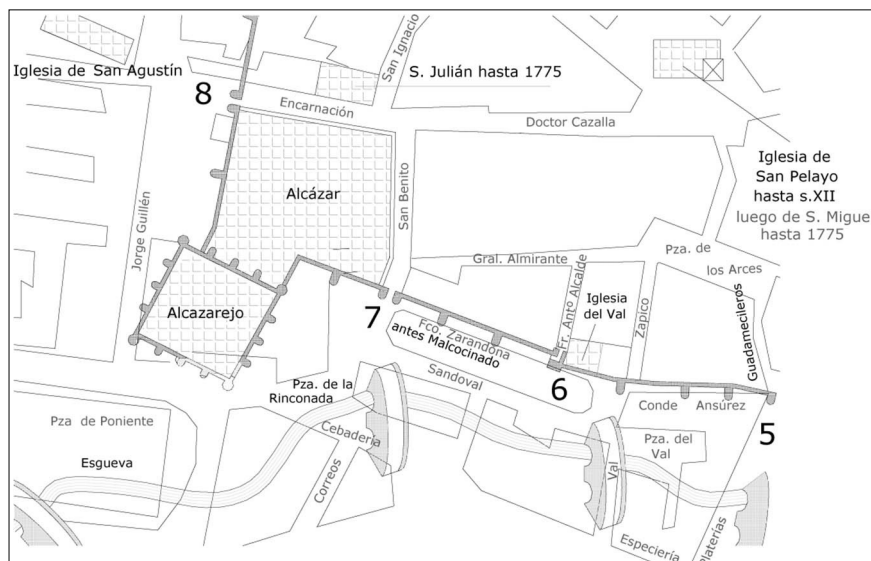 Iglesia de San Agustín
8
S. Julián hasta 1775
San Ignacio
Encarnación
Doctor Cazalla
Iglesia de
San Pelayo
hasta s.XII
luego de S. Migue
hasta 1775
Alcázar
San Benito
Jorge Guillén
Alcazarejo
Gral. Almirante
Pza. de
los Arces
Fr. Antº Alcalde
Iglesia
del Val
Zapico
Guadamecileros
7
Fco. Zarandona
antes Malcocinado
Sandoval
6
Pza. de la
Rinconada
Conde Ansúrez
5
Pza de Poniente
Cebadería
Pza. del
Val
Esgueva
Correos
Val
Especiería
Platerías